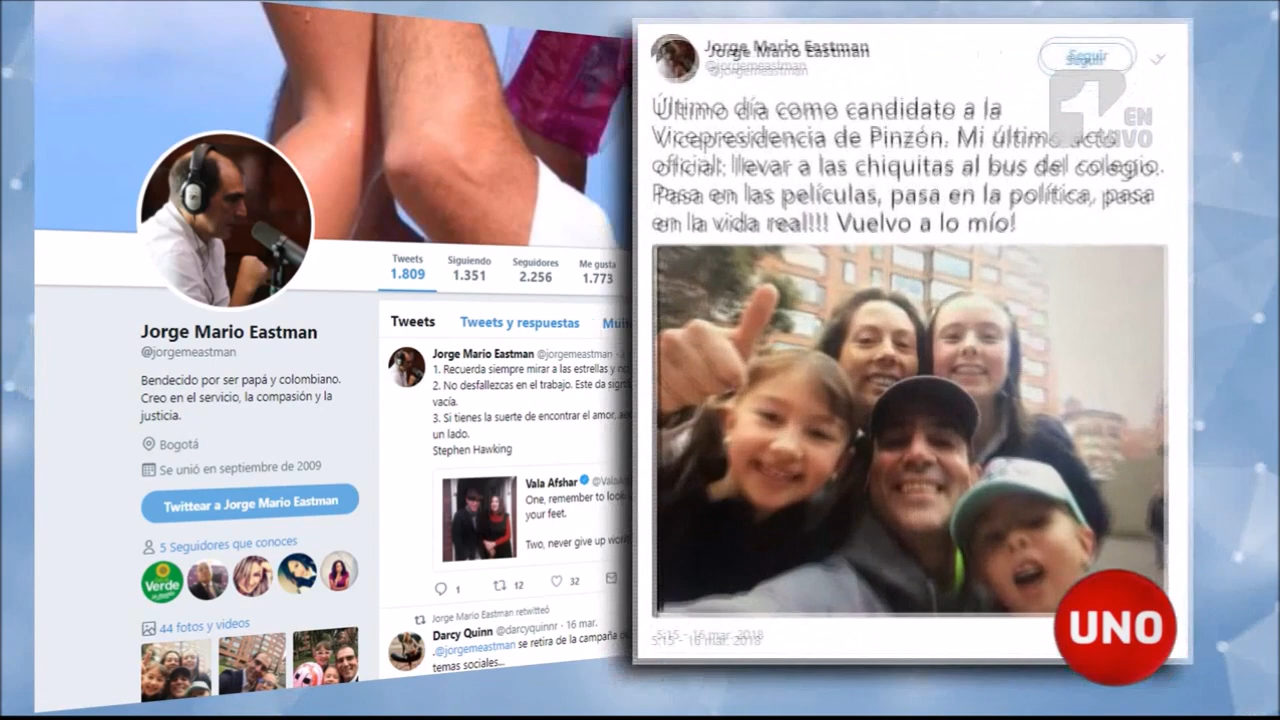 Jorge Mario Eastman
@jorgemeastman
Bendecido por ser papá y colombiano.
Creo en el servicio, la compasión y la
justicia.
Bogotá
Se unió en septiembre de 2009
Twittear a Jorge Mario Eastman
5 Seguidores que conoces
Verde
44 fotos y videos
Tweets
1.809
Siguiendo
1.351
Seguidores
2.256
Me gusta
1.773
Tweets Tweets y respuestas
Jorge Mario Eastman @jorgemeastman
1. Recuerda siempre mirar a las estrellas y no
2. No desfallezcas en el trabajo. Este da
vacía.
3. Si tienes la suerte de encontrar el amor,
un lado.
Stephen Hawking
Vala Afshar
One, remember to look
your feet.
Two, never give up
1 12 32
Jorge Mario Eastman retwitteó
Darcy Quinn @darcyquinnr · 16 mar.
.@jorgemeastman se retira de la campaña
temas sociales...
Jorge Mario Eastman
@jorgemeastman
Seguir
Último día como candidato a la
Vicepresidencia de Pinzón. Mi último acto
oficial: llevar a las chiquitas al bus del colegio.
Pasa en las películas, pasa en la política, pasa
en la vida real!!! Vuelvo a lo mío!
5:15 - 16 mar. 2018
1 EN
VIVO
UNO